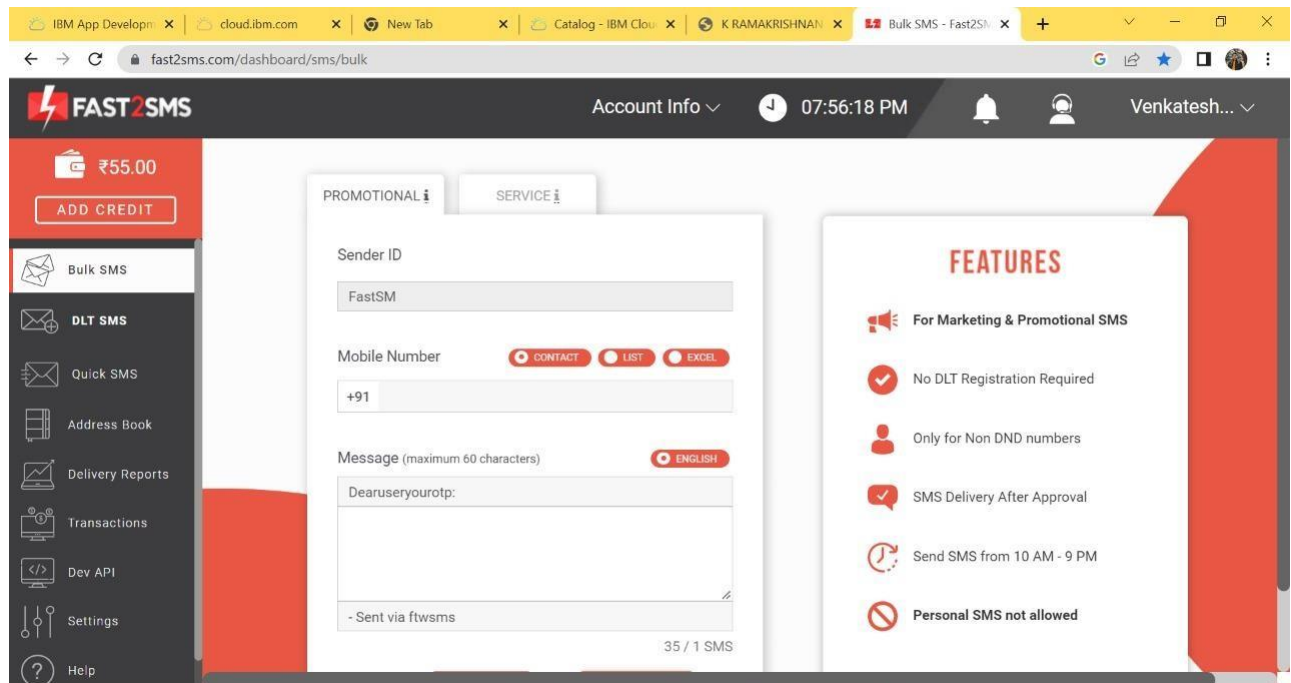 IBM App Developm
cloud.ibm.com
New Tab
Catalog - IBM Clou
K RAMAKRISHNAN
Bulk SMS - Fast2SM
fast2sms.com/dashboard/sms/bulk
FAST2SMS
Account Info
07:56:18 PM
Venkatesh...
₹55.00
ADD CREDIT
Bulk SMS
DLT SMS
Quick SMS
Address Book
Delivery Reports
Transactions
Dev API
Settings
Help
PROMOTIONAL i
SERVICE i
Sender ID
FastSM
Mobile Number
CONTACT
LIST
EXCEL
+91
Message (maximum 60 characters)
ENGLISH
Dearuseryourotp:
- Sent via ftwsms
35 / 1 SMS
FEATURES
For Marketing & Promotional SMS
No DLT Registration Required
Only for Non DND numbers
SMS Delivery After Approval
Send SMS from 10 AM - 9 PM
Personal SMS not allowed